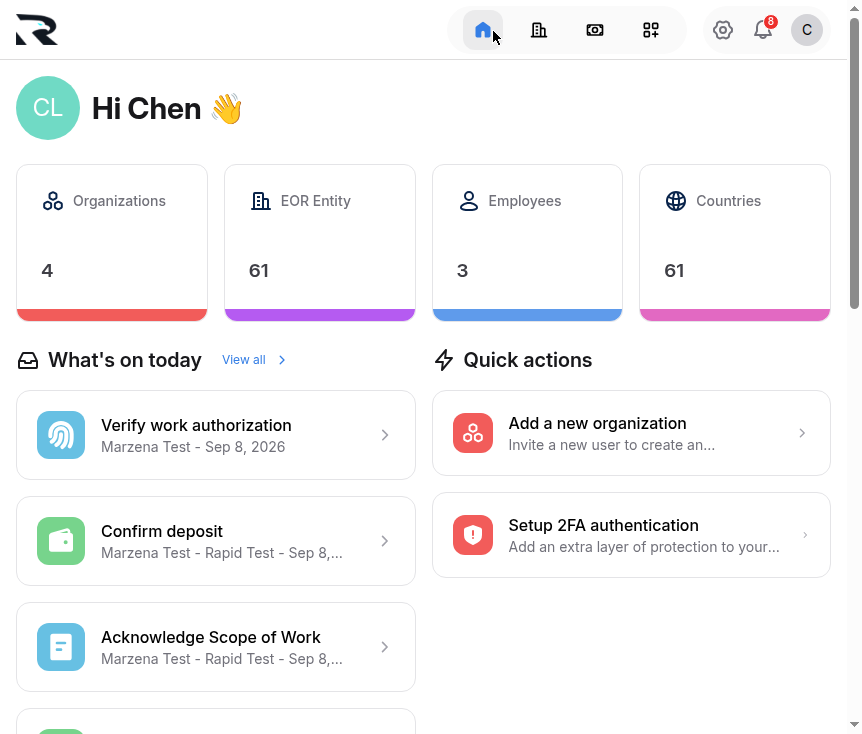 8
C
CL
Hi Chen 👋
Organizations
4
EOR Entity
61
Employees
3
Countries
61
What's on today
View all
Verify work authorization
Marzena Test - Sep 8, 2026
Confirm deposit
Marzena Test - Rapid Test - Sep 8,...
Acknowledge Scope of Work
Marzena Test - Rapid Test - Sep 8,...
Quick actions
Add a new organization
Invite a new user to create an...
Setup 2FA authentication
Add an extra layer of protection to your...